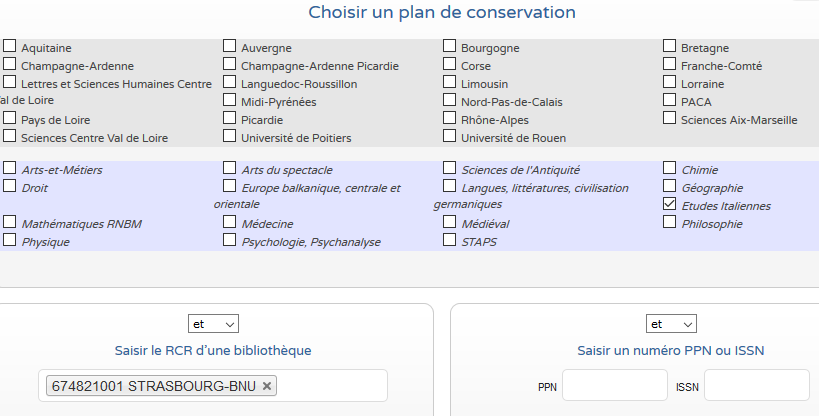 Choisir un plan de conservation
Aquitaine Auvergne Bourgogne Bretagne
Champagne-Ardenne Champagne-Ardenne Picardie Corse Franche-Comté
Lettres et Sciences Humaines Centre Languedoc-Roussillon Limousin Lorraine
al de Loire Midi-Pyrénées Nord-Pas-de-Calais PACA
Pays de Loire Picardie Rhône-Alpes Sciences Aix-Marseille
Sciences Centre Val de Loire Université de Poitiers Université de Rouen
Arts-et-Métiers Arts du spectacle Sciences de l'Antiquité Chimie
Droit Europe balkanique, centrale et Langues, littératures, civilisation Géographie
orientale germaniques Etudes Italiennes
Mathématiques RNBM Médecine Médiéval Philosophie
Physique Psychologie, Psychanalyse STAPS
et et
Saisir le RCR d'une bibliothèque Saisir un numéro PPN ou ISSN
674821001 STRASBOURG-BNU × PPN ISSN